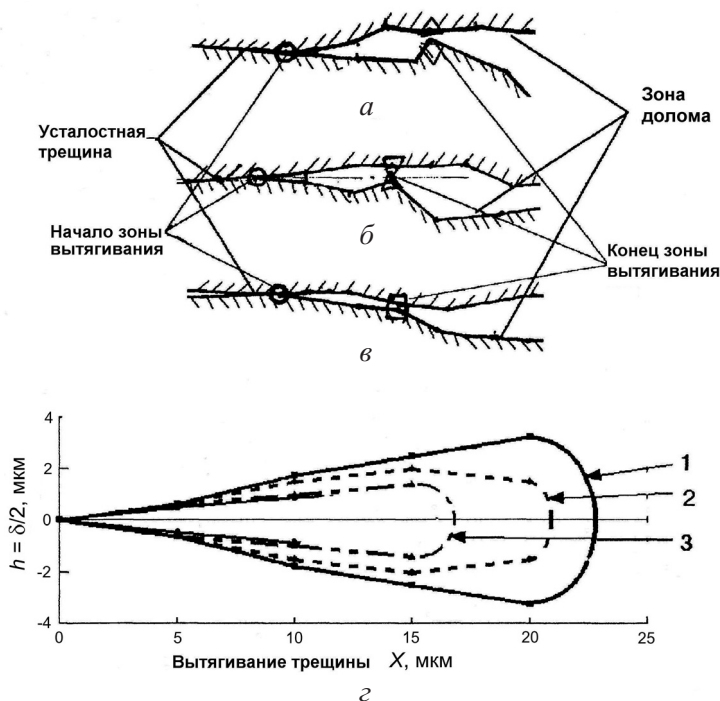 а
Усталостная
трещина
Зона
долома
б
Начало зоны
вытягивания
Конец зоны
вытягивания
в
4
2
0
-2
-4
h = δ/2, мкм
1
2
3
0
5
10
15
20
25
Вытягивание трещины X, мкм
г